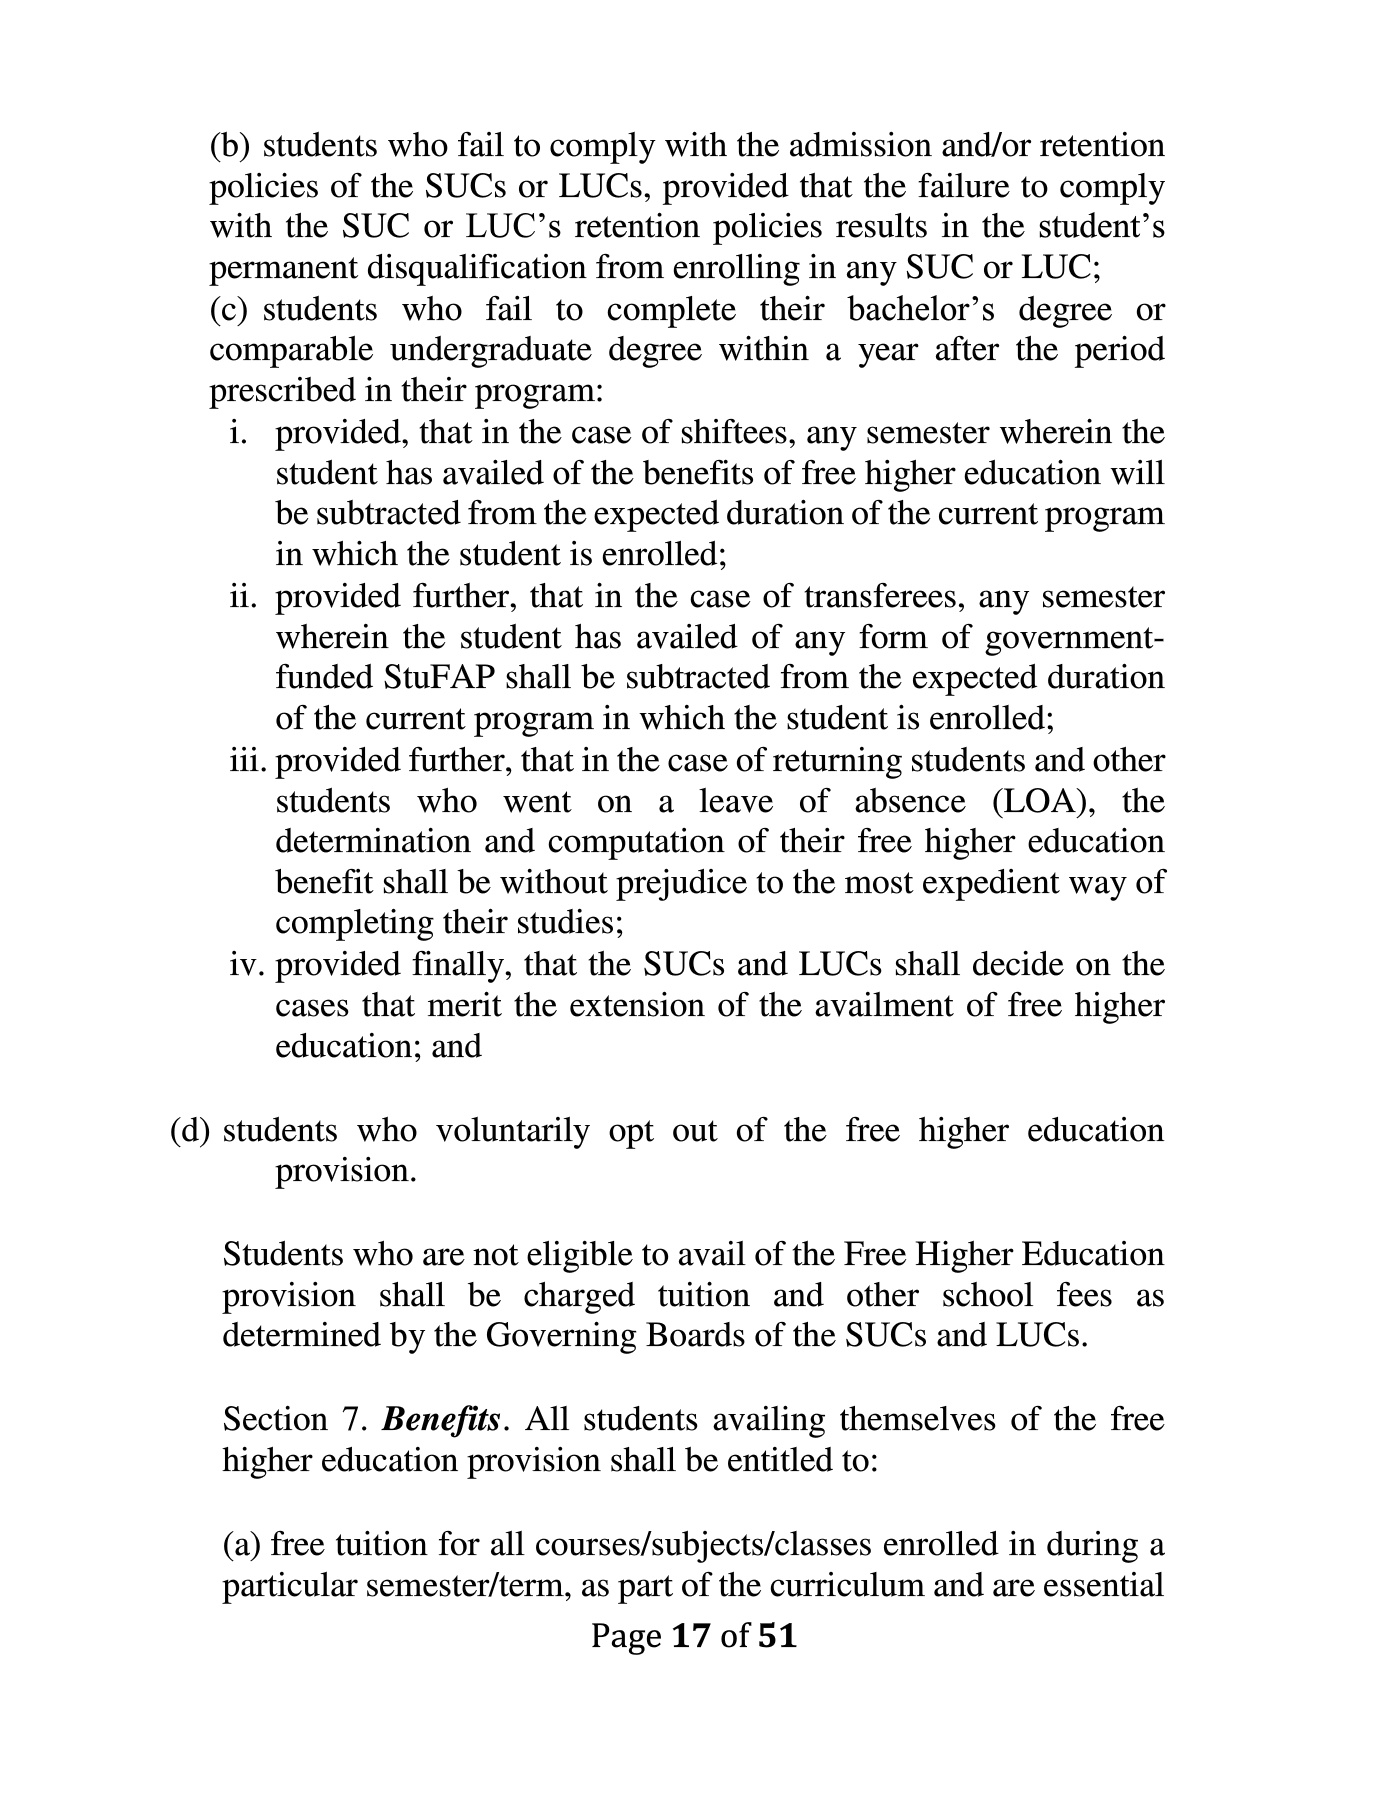 (b) students who fail to comply with the admission and/or retention
policies of the SUCs or LUCs, provided that the failure to comply
with the SUC or LUC’s retention policies results in the student’s
permanent disqualification from enrolling in any SUC or LUC;
(c) students who fail to complete their bachelor’s degree or
comparable undergraduate degree within a year after the period
prescribed in their program:
i. provided, that in the case of shiftees, any semester wherein the
student has availed of the benefits of free higher education will
be subtracted from the expected duration of the current program
in which the student is enrolled;
ii. provided further, that in the case of transferees, any semester
wherein the student has availed of any form of government-
funded StuFAP shall be subtracted from the expected duration
of the current program in which the student is enrolled;
iii. provided further, that in the case of returning students and other
students who went on a leave of absence (LOA), the
determination and computation of their free higher education
benefit shall be without prejudice to the most expedient way of
completing their studies;
iv. provided finally, that the SUCs and LUCs shall decide on the
cases that merit the extension of the availment of free higher
education; and
(d) students who voluntarily opt out of the free higher education
provision.
Students who are not eligible to avail of the Free Higher Education
provision shall be charged tuition and other school fees as
determined by the Governing Boards of the SUCs and LUCs.
Section 7. Benefits. All students availing themselves of the free
higher education provision shall be entitled to:
(a) free tuition for all courses/subjects/classes enrolled in during a
particular semester/term, as part of the curriculum and are essential
Page 17 of 51